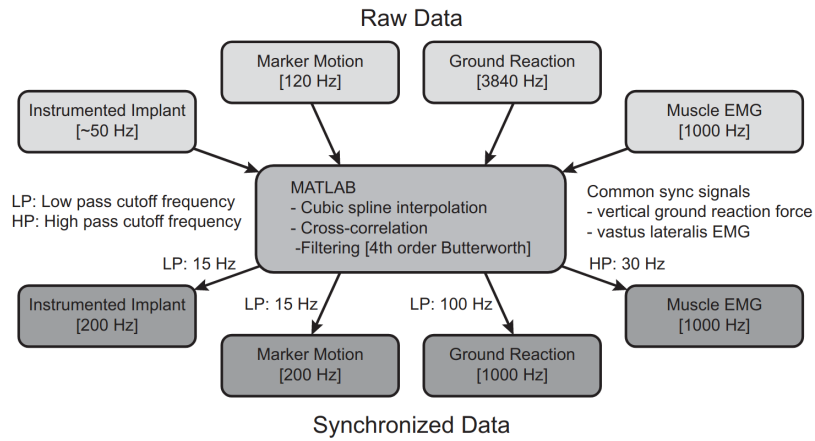 Raw Data
Marker Motion
[120 Hz]
Ground Reaction
[3840 Hz]
Instrumented Implant
[~50 Hz]
Muscle EMG
[1000 Hz]
MATLAB
- Cubic spline interpolation
- Cross-correlation
-Filtering [4th order Butterworth]
LP: Low pass cutoff frequency
HP: High pass cutoff frequency
Common sync signals
- vertical ground reaction force
- vastus lateralis EMG
LP: 15 Hz
LP: 15 Hz
LP: 100 Hz
HP: 30 Hz
Instrumented Implant
[200 Hz]
Marker Motion
[200 Hz]
Ground Reaction
[1000 Hz]
Muscle EMG
[1000 Hz]
Synchronized Data